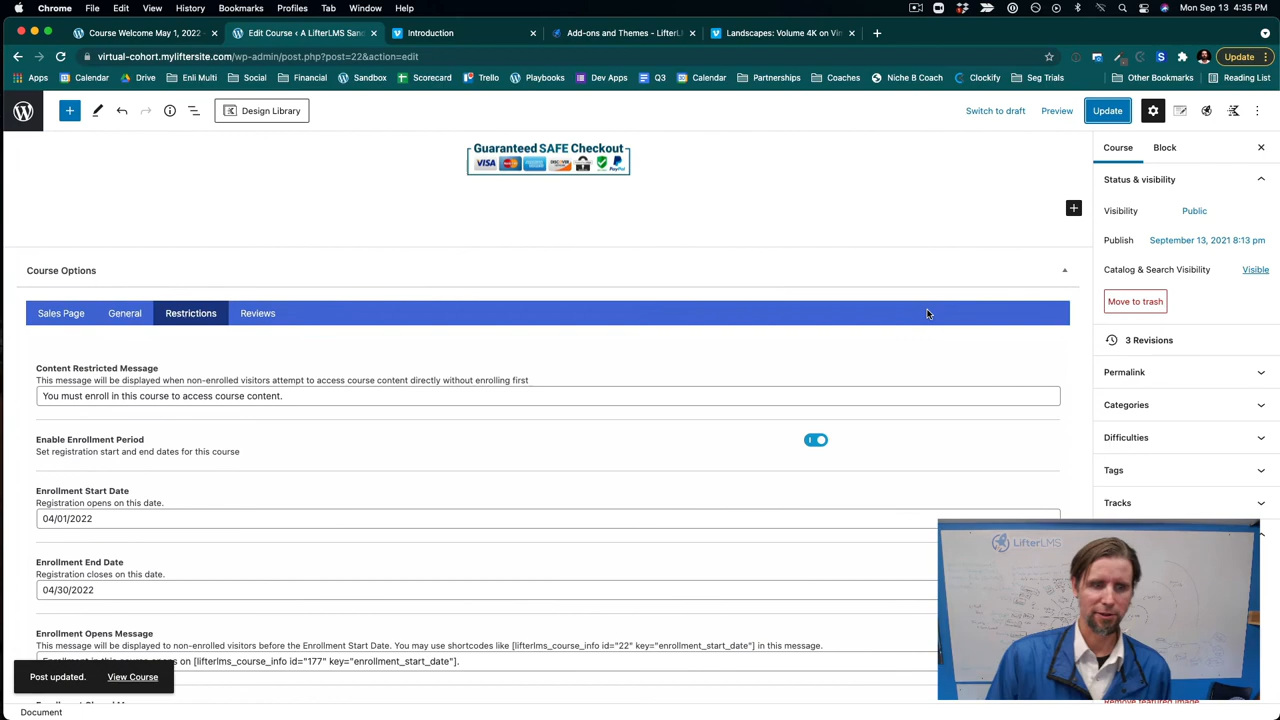 Chrome File Edit View History Bookmarks Profiles Tab Window Help
Mon Sep 13 4:35 PM
Course Welcome May 1, 2022 -
Edit Course ‹ A LifterLMS San
Introduction
Add-ons and Themes - LifterL
Landscapes: Volume 4K on Vim
virtual-cohort.myliftersite.com/wp-admin/post.php?post=22&action=edit
Update
Apps Calendar Drive Enli Multi Social Financial Sandbox Scorecard Trello Playbooks Dev Apps Q3 Calendar Partnerships Coaches Niche B Coach Clockify Seg Trials Other Bookmarks Reading List
Design Library
Switch to draft Preview Update
Guaranteed SAFE Checkout
VISA DISCOVER PayPal
Course Block
Status & visibility
Visibility Public
Publish September 13, 2021 8:13 pm
Catalog & Search Visibility Visible
Move to trash
3 Revisions
Permalink
Categories
Difficulties
Tags
Tracks
Course Options
Sales Page General Restrictions Reviews
Content Restricted Message
This message will be displayed when non-enrolled visitors attempt to access course content directly without enrolling first
You must enroll in this course to access course content.
Enable Enrollment Period
Set registration start and end dates for this course
Enrollment Start Date
Registration opens on this date.
04/01/2022
Enrollment End Date
Registration closes on this date.
04/30/2022
Enrollment Opens Message
This message will be displayed to non-enrolled visitors before the Enrollment Start Date. You may use shortcodes like [lifterlms_course_info id="22" key="enrollment_start_date"] in this message.
on [lifterlms_course_info id="177" key="enrollment_start_date"].
Post updated. View Course
LifterLMS
Remove featured image
Document